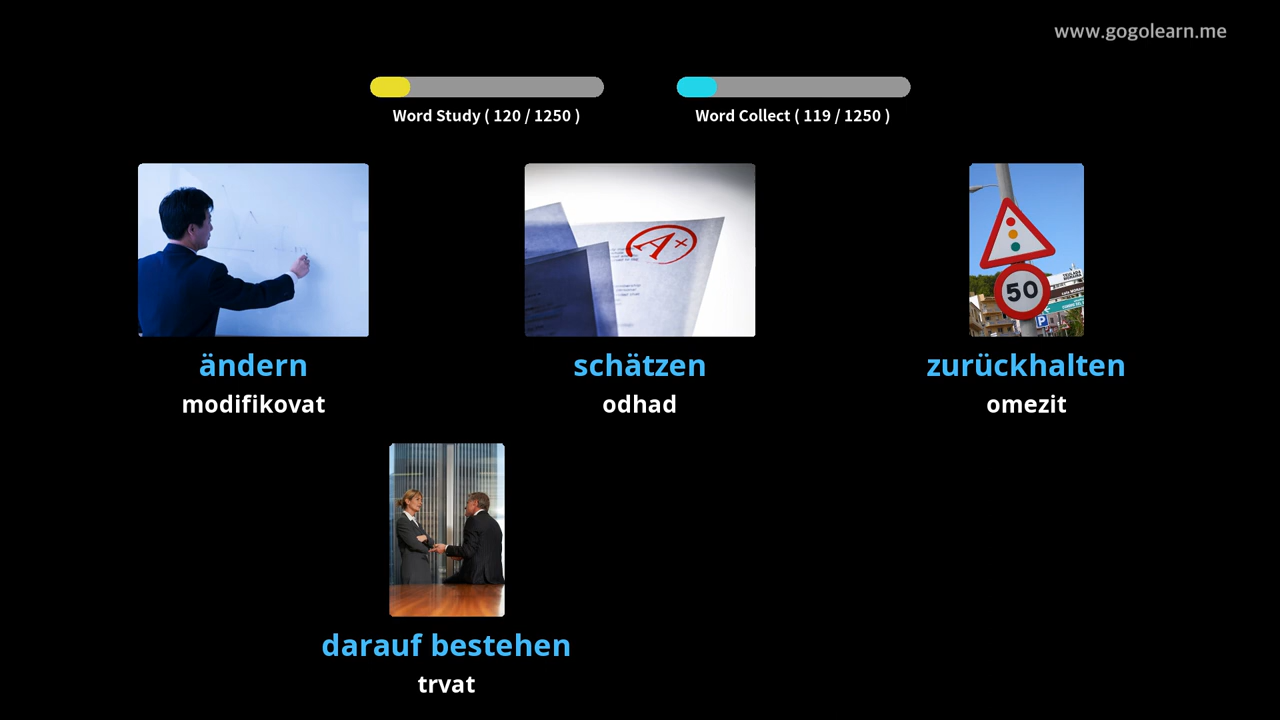 www.gogolearn.me
Word Study ( 120 / 1250 )
Word Collect ( 119 / 1250 )
A+
50
P
ändern
schätzen
zurückhalten
modifikovat
odhad
omezit
darauf bestehen
trvat